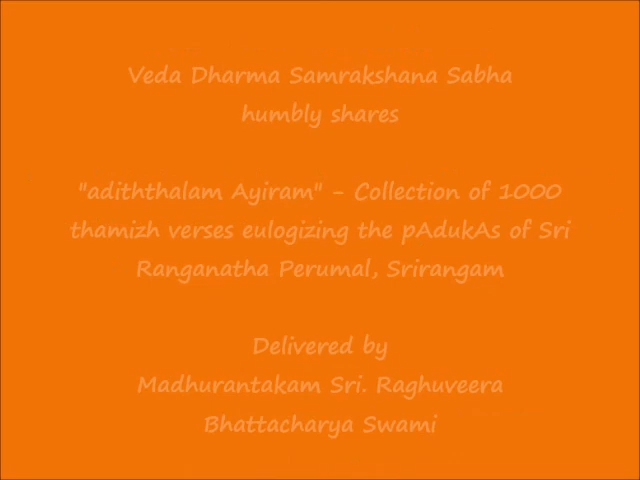 Veda Dharma Samrakshana Sabha
humbly shares
"adiththalam Ayiram" - Collection of 1000
thamizh verses eulogizing the pAdukAs of Sri
Ranganatha Perumal, Srirangam
Delivered by
Madhurantakam Sri. Raghuveera
Bhattacharya Swami